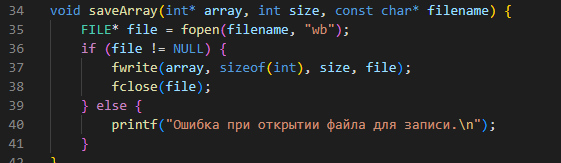 34 void saveArray(int* array, int size, const char* filename) {
35     FILE* file = fopen(filename, "wb");
36     if (file != NULL) {
37         fwrite(array, sizeof(int), size, file);
38         fclose(file);
39     } else {
40         printf("Ошибка при открытии файла для записи.\n");
41     }
42 }